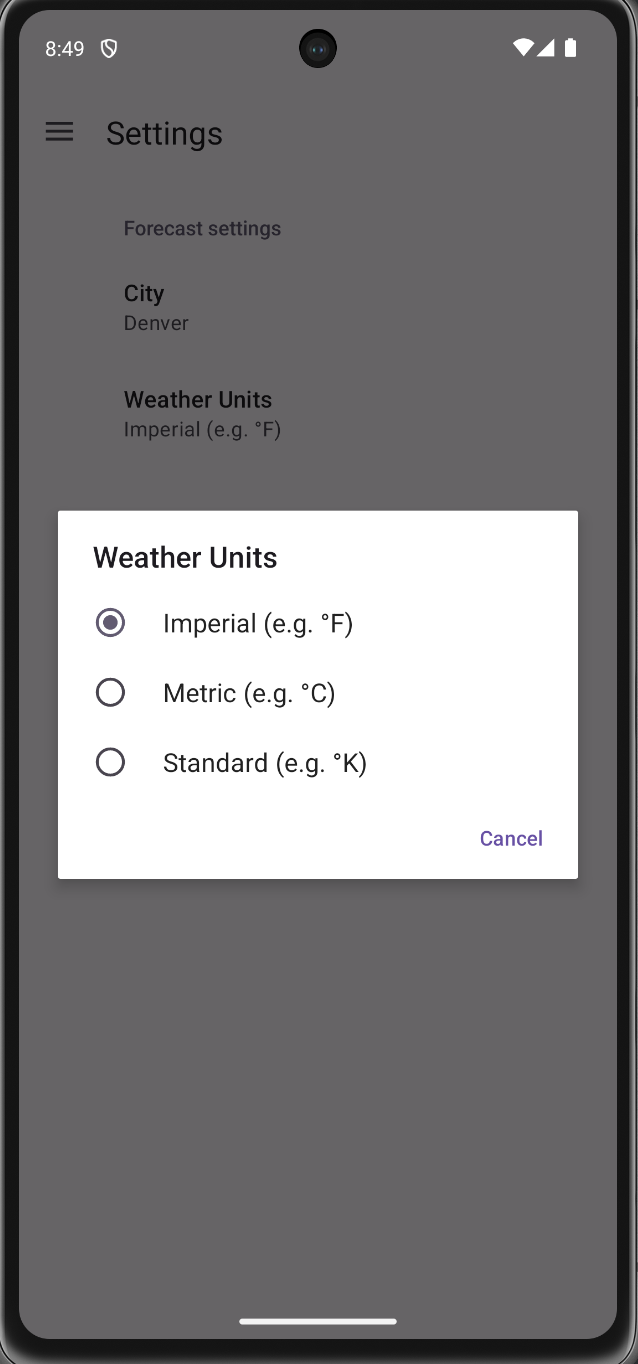 8:49
Settings
Forecast settings
City
Denver
Weather Units
Imperial (e.g. °F)
Weather Units
Imperial (e.g. °F)
Metric (e.g. °C)
Standard (e.g. °K)
Cancel